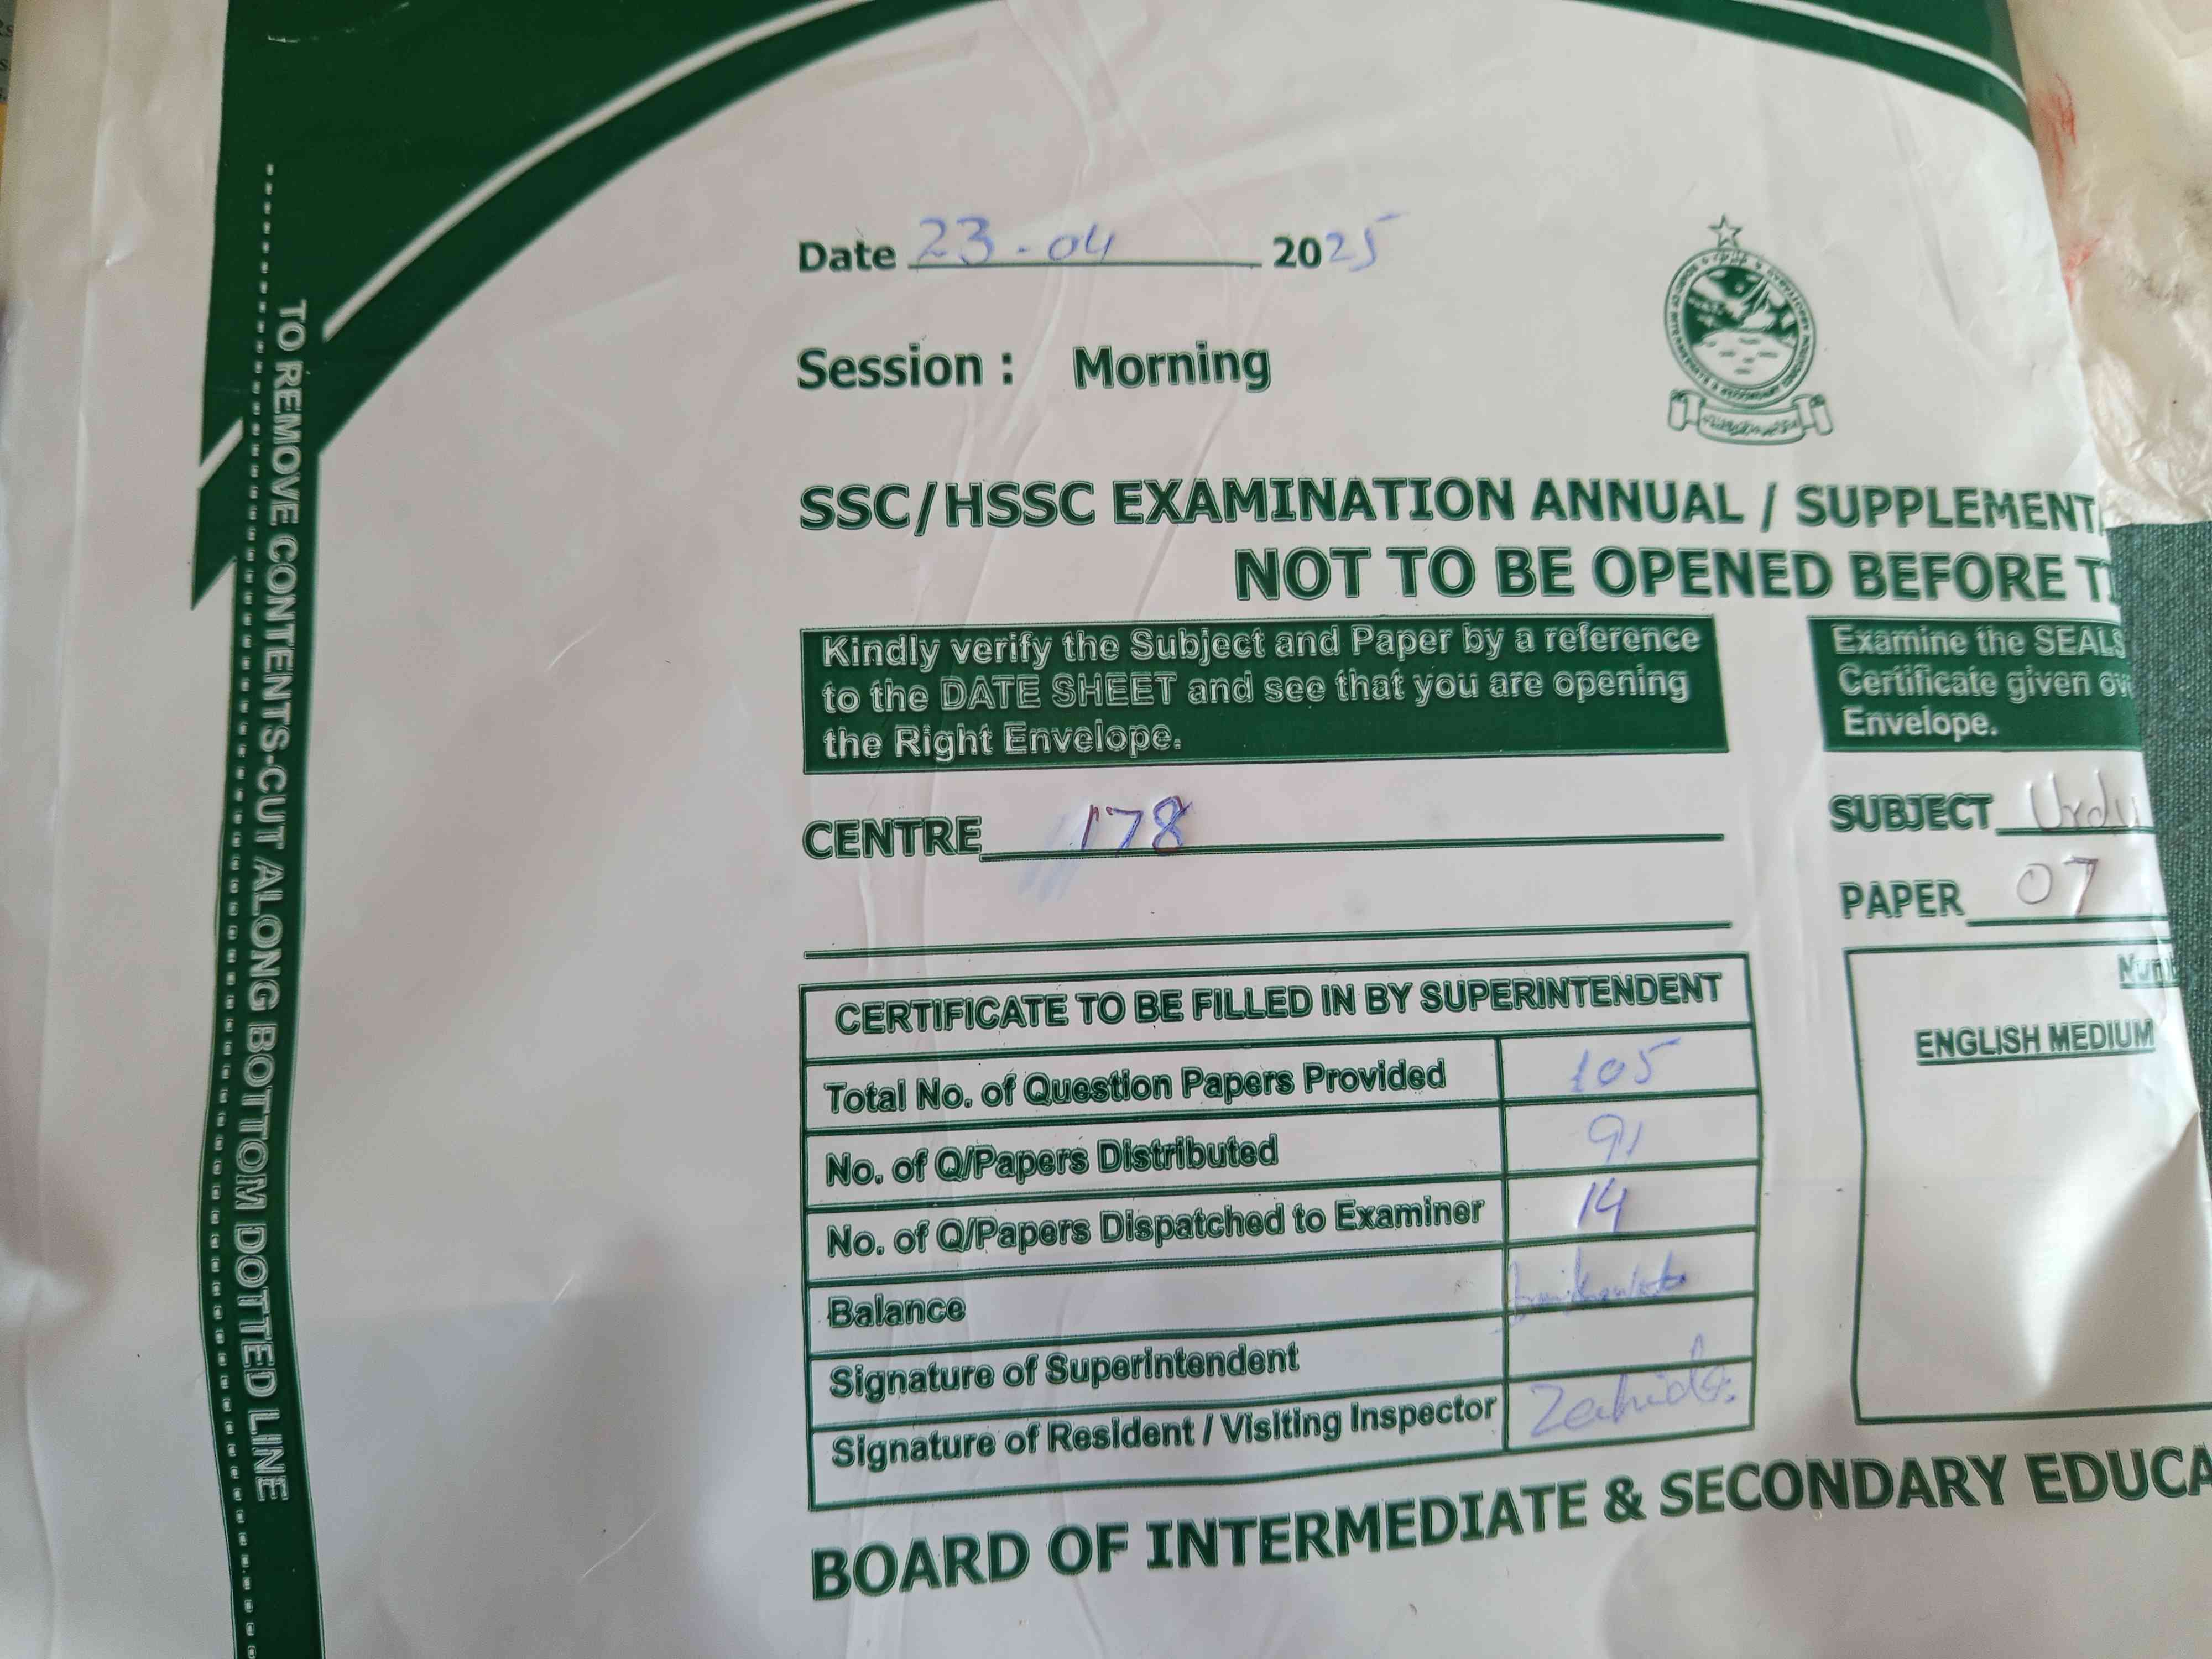 Date 23-04 2025
Session : Morning
SSC/HSSC EXAMINATION ANNUAL / SUPPLEMENT
NOT TO BE OPENED BEFORE
Kindly verify the Subject and Paper by a reference
to the DATE SHEET and see that you are opening
the Right Envelope.
Examine the SEALS
Certificate given
Envelope.
CENTRE 178
SUBJECT Urdu
PAPER 07
CERTIFICATE TO BE FILLED IN BY SUPERINTENDENT
Total No. of Question Papers Provided 105
No. of Q/Papers Distributed 91
No. of Q/Papers Dispatched to Examiner 14
Balance
Signature of Superintendent
Signature of Resident / Visiting Inspector
ENGLISH MEDIUM
BOARD OF INTERMEDIATE & SECONDARY EDUCA
TO REMOVE CONTENTS-CUT ALONG BOTTOM DOTTED LINE